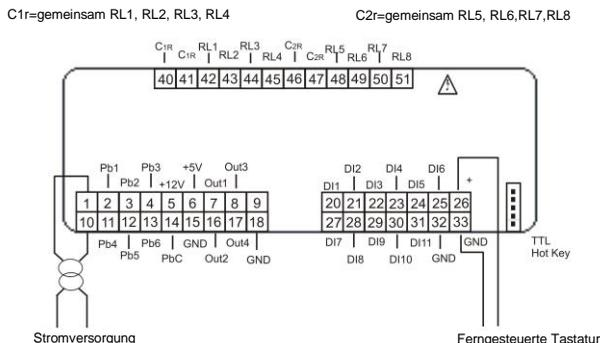 C1r=gemeinsam RL1, RL2, RL3, RL4 C2r=gemeinsam RL5, RL6,RL7,RL8
C1R C1R RL1 RL2 RL3 RL4 C2R C2R RL5 RL6 RL7 RL8
40 41 42 43 44 45 46 47 48 49 50 51
Pb1 Pb2 Pb3 +12V +5V Out1 Out3
DI1 DI2 DI3 DI4 DI5 DI6 +
1 2 3 4 5 6 7 8 9
20 21 22 23 24 25 26
10 11 12 13 14 15 16 17 18
27 28 29 30 31 32 33
Pb4 Pb5 Pb6 PbC GND Out2 Out4 GND
DI7 DI8 DI9 DI10 DI11 GND GND
TTL
Hot Key
Stromversorgung Ferngesteuerte Tastatur